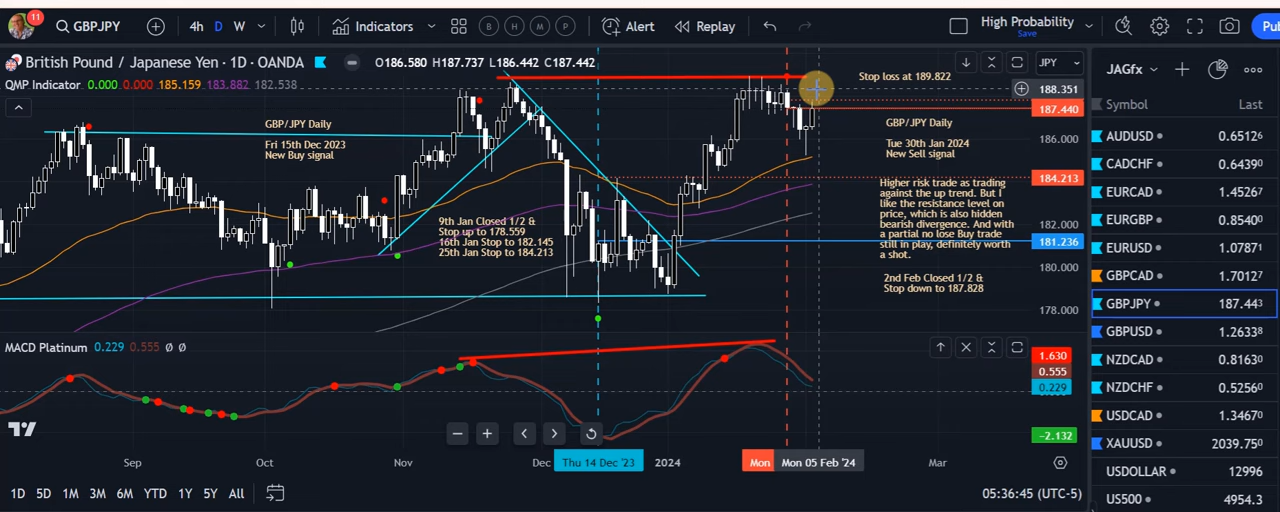 11
GBPJPY
4h D W
Indicators
B H M P
Alert
Replay
High Probability
Save
Pu
British Pound / Japanese Yen · 1D · OANDA
O186.580 H187.737 L186.442 C187.442
JPY
QMP Indicator 0.000 0.000 185.159 183.882 182.538
Stop loss at 189.822
188.351
187.440
186.000
184.213
182.000
181.236
180.000
178.000
GBP/JPY Daily
Fri 15th Dec 2023
New Buy signal
9th Jan Closed 1/2 &
Stop up to 178.559
16th Jan Stop to 182.145
25th Jan Stop to 184.213
GBP/JPY Daily
Tue 30th Jan 2024
New Sell signal
Higher risk trade as trading
against the up trend. But I
like the resistance level on
price, which is also hidden
bearish divergence. And with
a partial no lose Buy trade
still in play, definitely worth
a shot.
2nd Feb Closed 1/2 &
Stop down to 187.828
MACD Platinum 0.229 0.555 Ø Ø
1.630
0.555
0.229
-2.132
Sep Oct Nov Dec Thu 14 Dec '23 2024 Mon Mon 05 Feb '24 Mar
1D 5D 1M 3M 6M YTD 1Y 5Y All
05:36:45 (UTC-5)
JAGfx
Symbol Last
AUDUSD 0.65126
CADCHF 0.64390
EURCAD 1.45267
EURGBP 0.85540
EURUSD 1.07871
GBPCAD 1.70127
GBPJPY 187.443
GBPUSD 1.26338
NZDCAD 0.81630
NZDCHF 0.52560
USDCAD 1.34670
XAUUSD 2039.750
USDOLLAR 12996
US500 4954.3